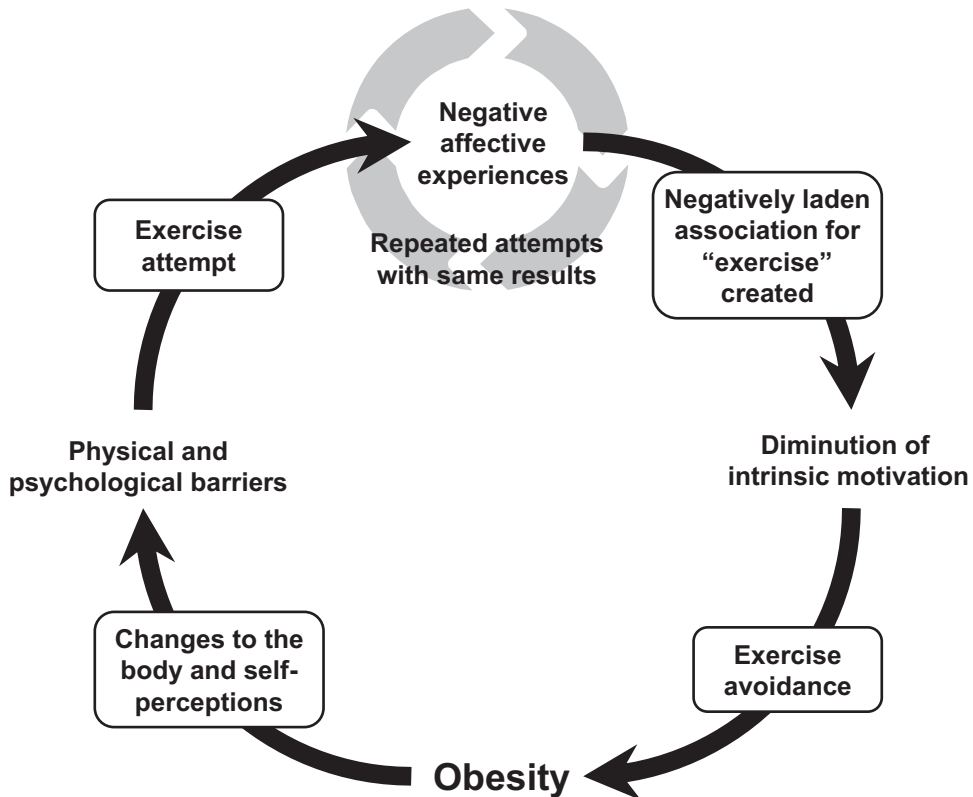 Negative
affective
experiences
Repeated attempts
with same results
Negatively laden
association for
“exercise”
created
Diminution of
intrinsic motivation
Exercise
avoidance
Obesity
Changes to the
body and self-
perceptions
Physical and
psychological barriers
Exercise
attempt